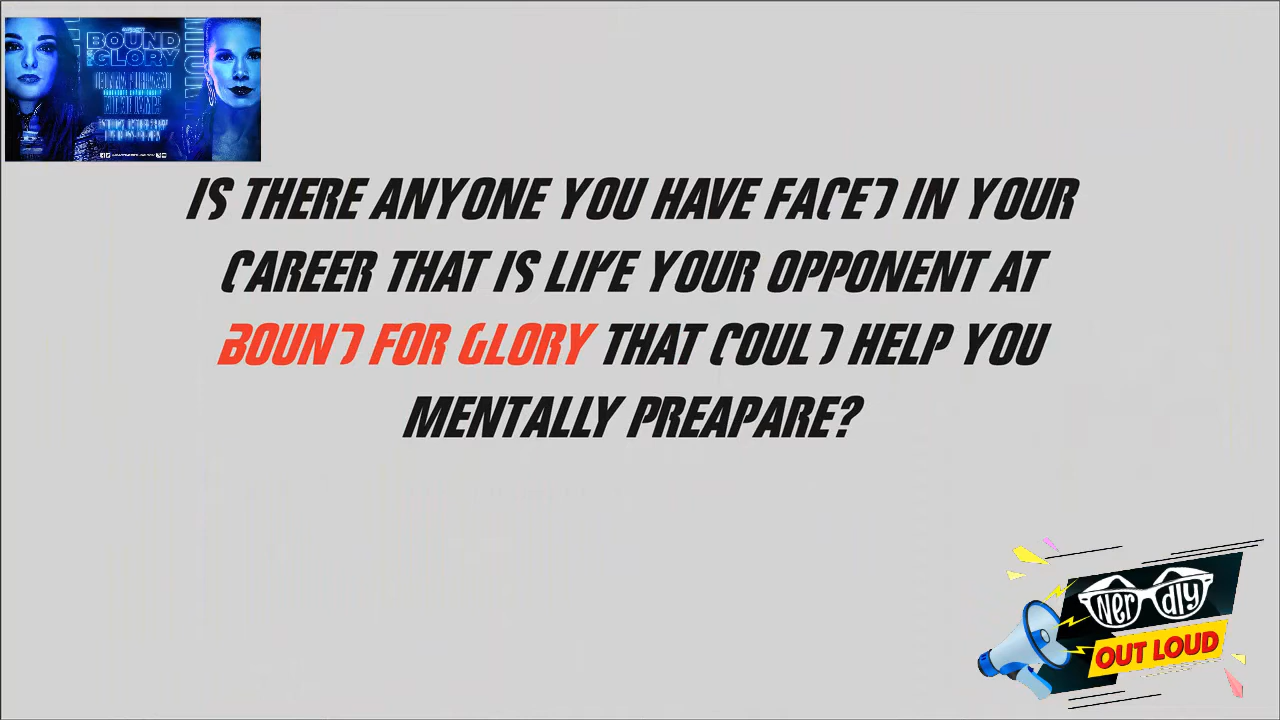 BOUND
FOR GLORY
IS THERE ANYONE YOU HAVE FACED IN YOUR
CAREER THAT IS LIKE YOUR OPPONENT AT
BOUND FOR GLORY THAT COULD HELP YOU
MENTALLY PREAPARE?
Nerdly
OUT LOUD